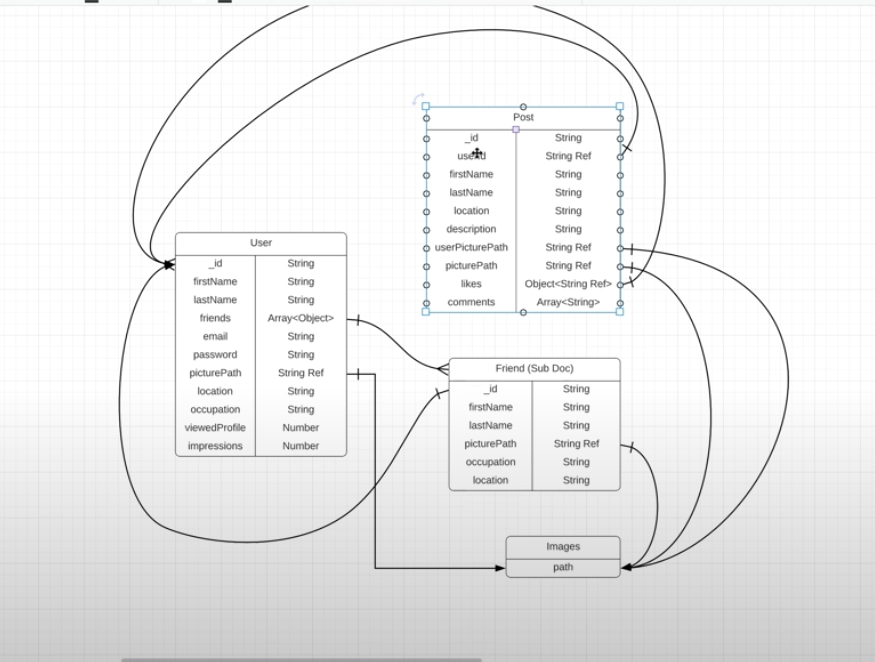 Post
_id String
userId String Ref
firstName String
lastName String
location String
description String
userPicturePath String Ref
picturePath String Ref
likes Object<String Ref>
comments Array<String>
User
_id String
firstName String
lastName String
friends Array<Object>
email String
password String
picturePath String Ref
location String
occupation String
viewedProfile Number
impressions Number
Friend (Sub Doc)
_id String
firstName String
lastName String
picturePath String Ref
occupation String
location String
Images
path